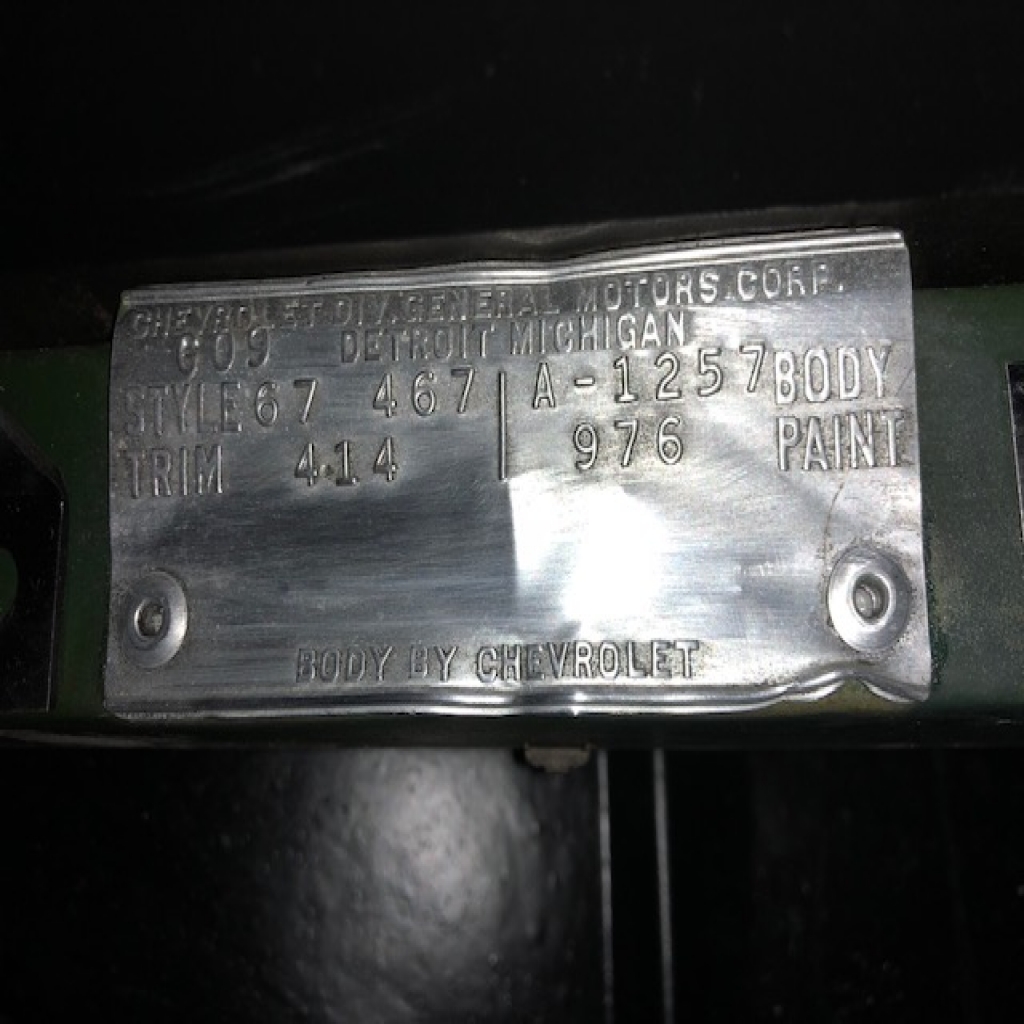 CHEVROLET DIV. GENERAL MOTORS CORP.
C09 DETROIT MICHIGAN
STYLE 67 467 A-1257 BODY
TRIM 414 976 PAINT
BODY BY CHEVROLET